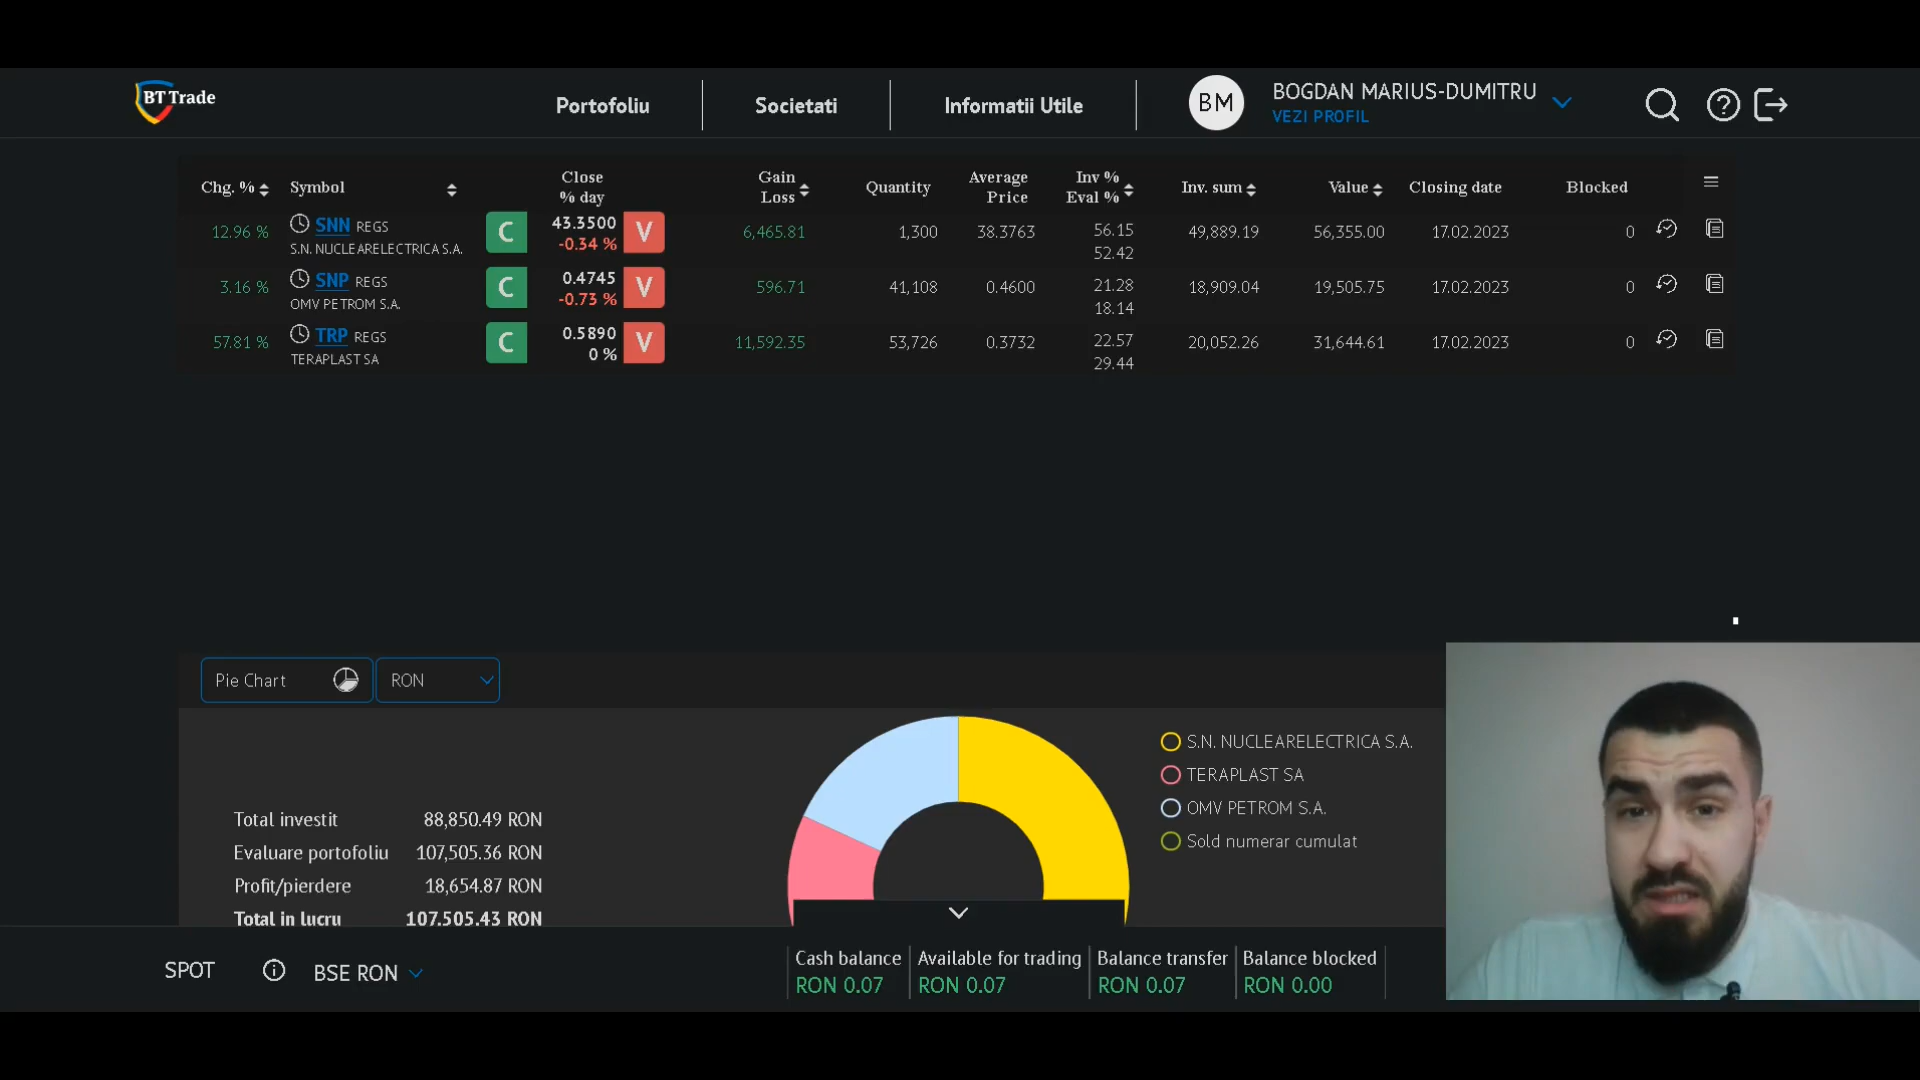 BT Trade
Portofoliu
Societati
Informatii Utile
BM
BOGDAN MARIUS-DUMITRU
VEZI PROFIL
Chg. % Symbol Close % day Gain Loss Quantity Average Price Inv % Eval % Inv. sum Value Closing date Blocked
12.96 % SNN REGS C 43.3500 V 6,465.81 1,300 38.3763 56.15 49,889.19 56,355.00 17.02.2023 0
S.N. NUCLEARELECTRICA S.A. -0.34 % 52.42
3.16 % SNP REGS C 0.4745 V 596.71 41,108 0.4600 21.28 18,909.04 19,505.75 17.02.2023 0
OMV PETROM S.A. -0.73 % 18.14
57.81 % TRP REGS C 0.5890 V 11,592.35 53,726 0.3732 22.57 20,052.26 31,644.61 17.02.2023 0
TERAPLAST SA 0 % 29.44
Pie Chart
RON
Total investit 88,850.49 RON
Evaluare portofoliu 107,505.36 RON
Profit/pierdere 18,654.87 RON
Total in lucru 107.505.43 RON
S.N. NUCLEARELECTRICA S.A.
TERAPLAST SA
OMV PETROM S.A.
Sold numerar cumulat
SPOT
BSE RON
Cash balance Available for trading Balance transfer Balance blocked
RON 0.07 RON 0.07 RON 0.07 RON 0.00